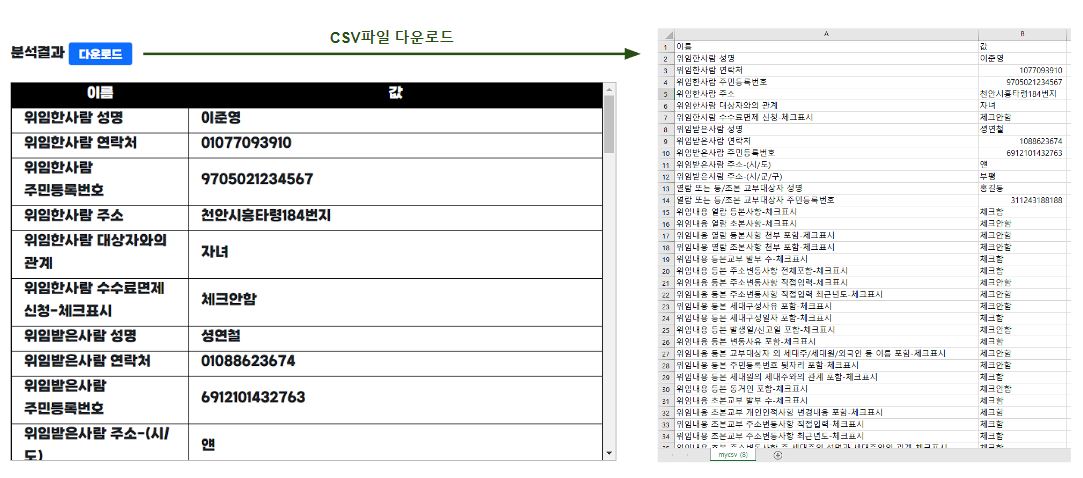 CSV파일 다운로드
분석결과 다운로드
이름 값
위임한사람 성명 이준영
위임한사람 연락처 01077093910
위임한사람
주민등록번호 9705021234567
위임한사람 주소 천안시흥타령184번지
위임한사람 대상자와의
관계 자녀
위임한사람 수수료면제
신청-체크표시 체크안함
위임받은사람 성명 성연철
위임받은사람 연락처 01088623674
위임받은사람
주민등록번호 6912101432763
위임받은사람 주소-(시/
도) 앤
A B
1 이름 값
2 위임한사람 성명 이준영
3 위임한사람 연락처 1077093910
4 위임한사람 주민등록번호 9705021234567
5 위임한사람 주소 천안시흥타령184번지
6 위임한사람 대상자와의 관계 자녀
7 위임한사람 수수료면제 신청-체크표시 체크안함
8 위임받은사람 성명 성연철
9 위임받은사람 연락처 1088623674
10 위임받은사람 주민등록번호 6912101432763
11 위임받은사람 주소-(시/도) 앤
12 위임받은사람 주소-(시/군/구) 부평
13 열람 또는 등/초본 교부대상자 성명 홍길동
14 열람 또는 등/초본 교부대상자 주민등록번호 311243188188
15 위임내용 열람 등본사항-체크표시 체크함
16 위임내용 열람 초본사항-체크표시 체크안함
17 위임내용 열람 등본사항 전부 포함-체크표시 체크안함
18 위임내용 열람 초본사항 전부 포함-체크표시 체크안함
19 위임내용 등본교부 발부 수-체크표시 체크함
20 위임내용 등본 주소변동사항 전체포함-체크표시 체크함
21 위임내용 등본 주소변동사항 직접입력-체크표시 체크안함
22 위임내용 등본 주소변동사항 직접입력 최근년도-체크표시 체크안함
23 위임내용 등본 세대구성사유 포함-체크표시 체크안함
24 위임내용 등본 세대구성일자 포함-체크표시 체크함
25 위임내용 등본 발생일/신고일 포함-체크표시 체크안함
26 위임내용 등본 변동사유 포함-체크표시 체크함
27 위임내용 등본 교부대상자 외 세대주/세대원/외국인 등 이름 포함-체크표시 체크안함
28 위임내용 등본 주민등록번호 뒷자리 포함-체크표시 체크안함
29 위임내용 등본 세대원의 세대주와의 관계 포함-체크표시 체크함
30 위임내용 등본 동거인 포함-체크표시 체크안함
31 위임내용 초본교부 발부 수-체크표시 체크함
32 위임내용 초본교부 개인인적사항 변경내용 포함-체크표시 체크함
33 위임내용 초본교부 주소변동사항 직접입력-체크표시 체크함
34 위임내용 초본교부 주소변동사항 최근년도-체크표시 체크함
mycsv (8)